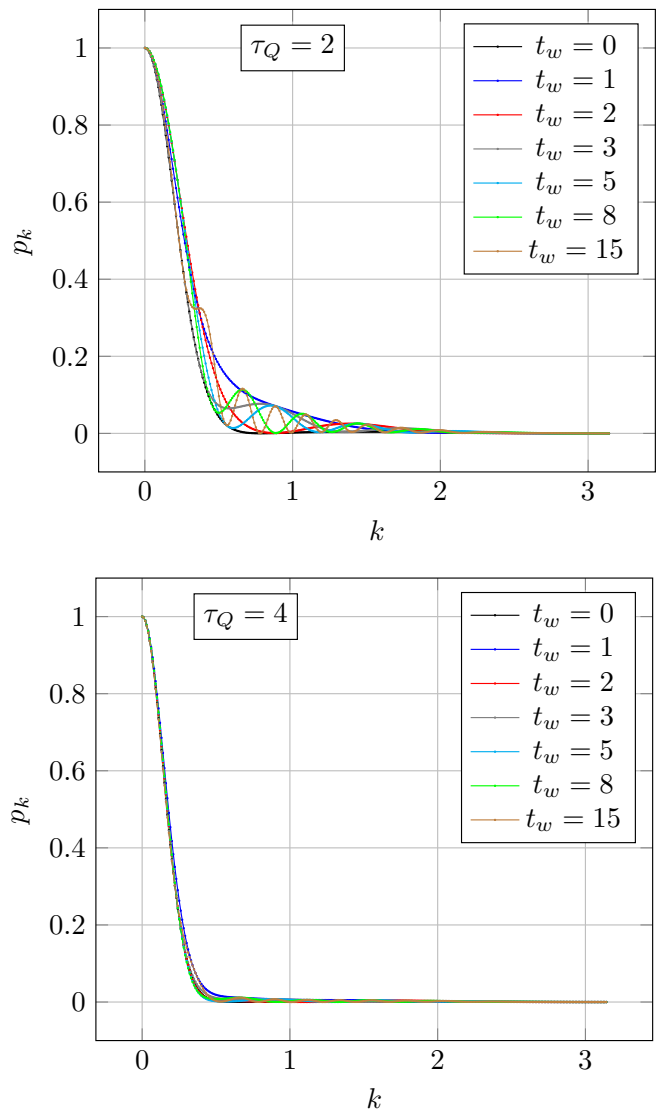 τ_Q = 2
t_w = 0
t_w = 1
t_w = 2
t_w = 3
t_w = 5
t_w = 8
t_w = 15
1
0.8
0.6
0.4
0.2
0
p_k
0 1 2 3
k
τ_Q = 4
t_w = 0
t_w = 1
t_w = 2
t_w = 3
t_w = 5
t_w = 8
t_w = 15
1
0.8
0.6
0.4
0.2
0
p_k
0 1 2 3
k